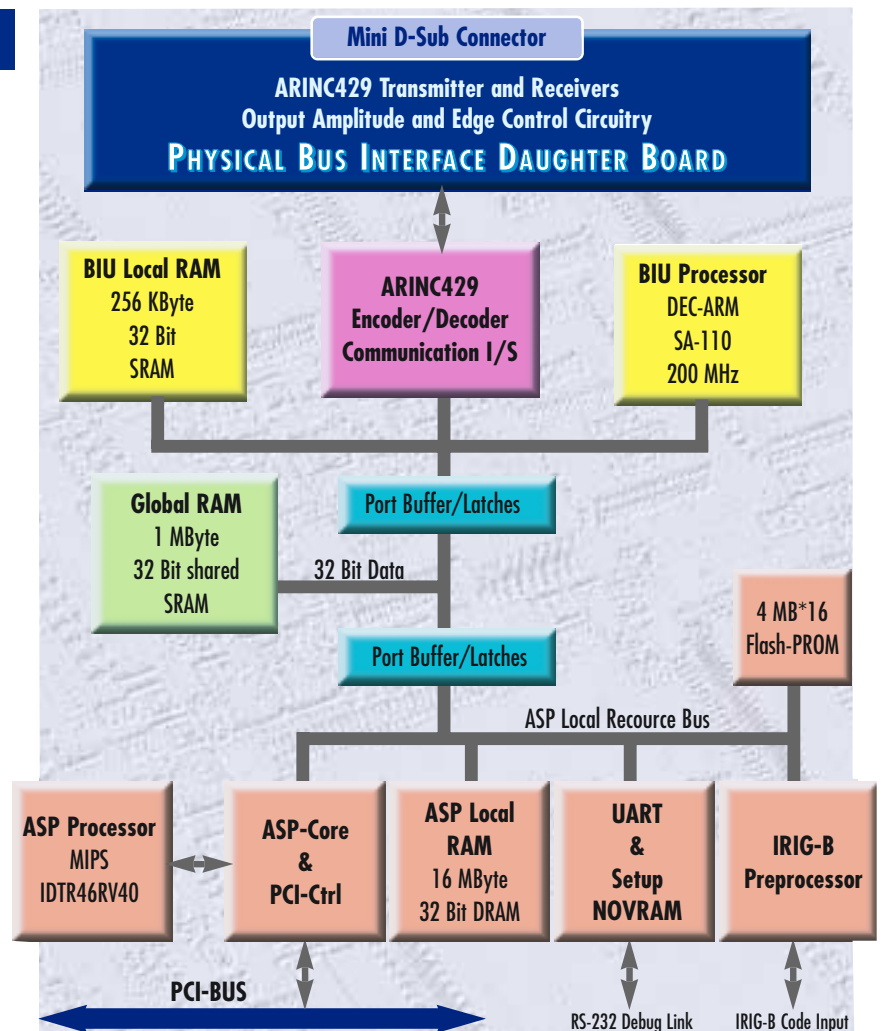 Mini D-Sub Connector
ARINC429 Transmitter and Receivers
Output Amplitude and Edge Control Circuitry
PHYSICAL BUS INTERFACE DAUGHTER BOARD
BIU Local RAM
256 KByte
32 Bit
SRAM
ARINC429
Encoder/Decoder
Communication I/S
BIU Processor
DEC-ARM
SA-110
200 MHz
Global RAM
1 MByte
32 Bit shared
SRAM
Port Buffer/Latches
32 Bit Data
Port Buffer/Latches
4 MB*16
Flash-PROM
ASP Local Recource Bus
ASP Processor
MIPS
IDTR46RV40
ASP-Core
&
PCI-Ctrl
ASP Local
RAM
16 MByte
32 Bit DRAM
UART
&
Setup
NOVRAM
IRIG-B
Preprocessor
PCI-BUS
RS-232 Debug Link
IRIG-B Code Input